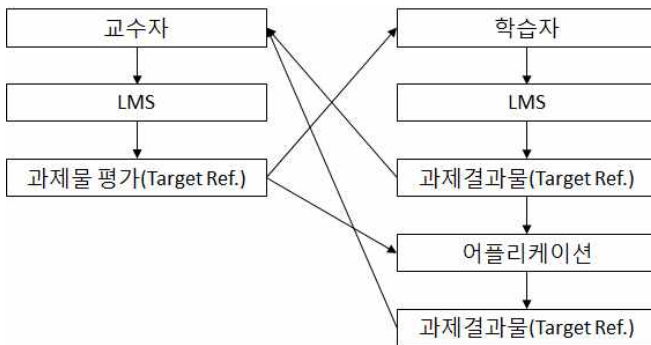 교수자
LMS
과제물 평가(Target Ref.)
학습자
LMS
과제결과물(Target Ref.)
어플리케이션
과제결과물(Target Ref.)